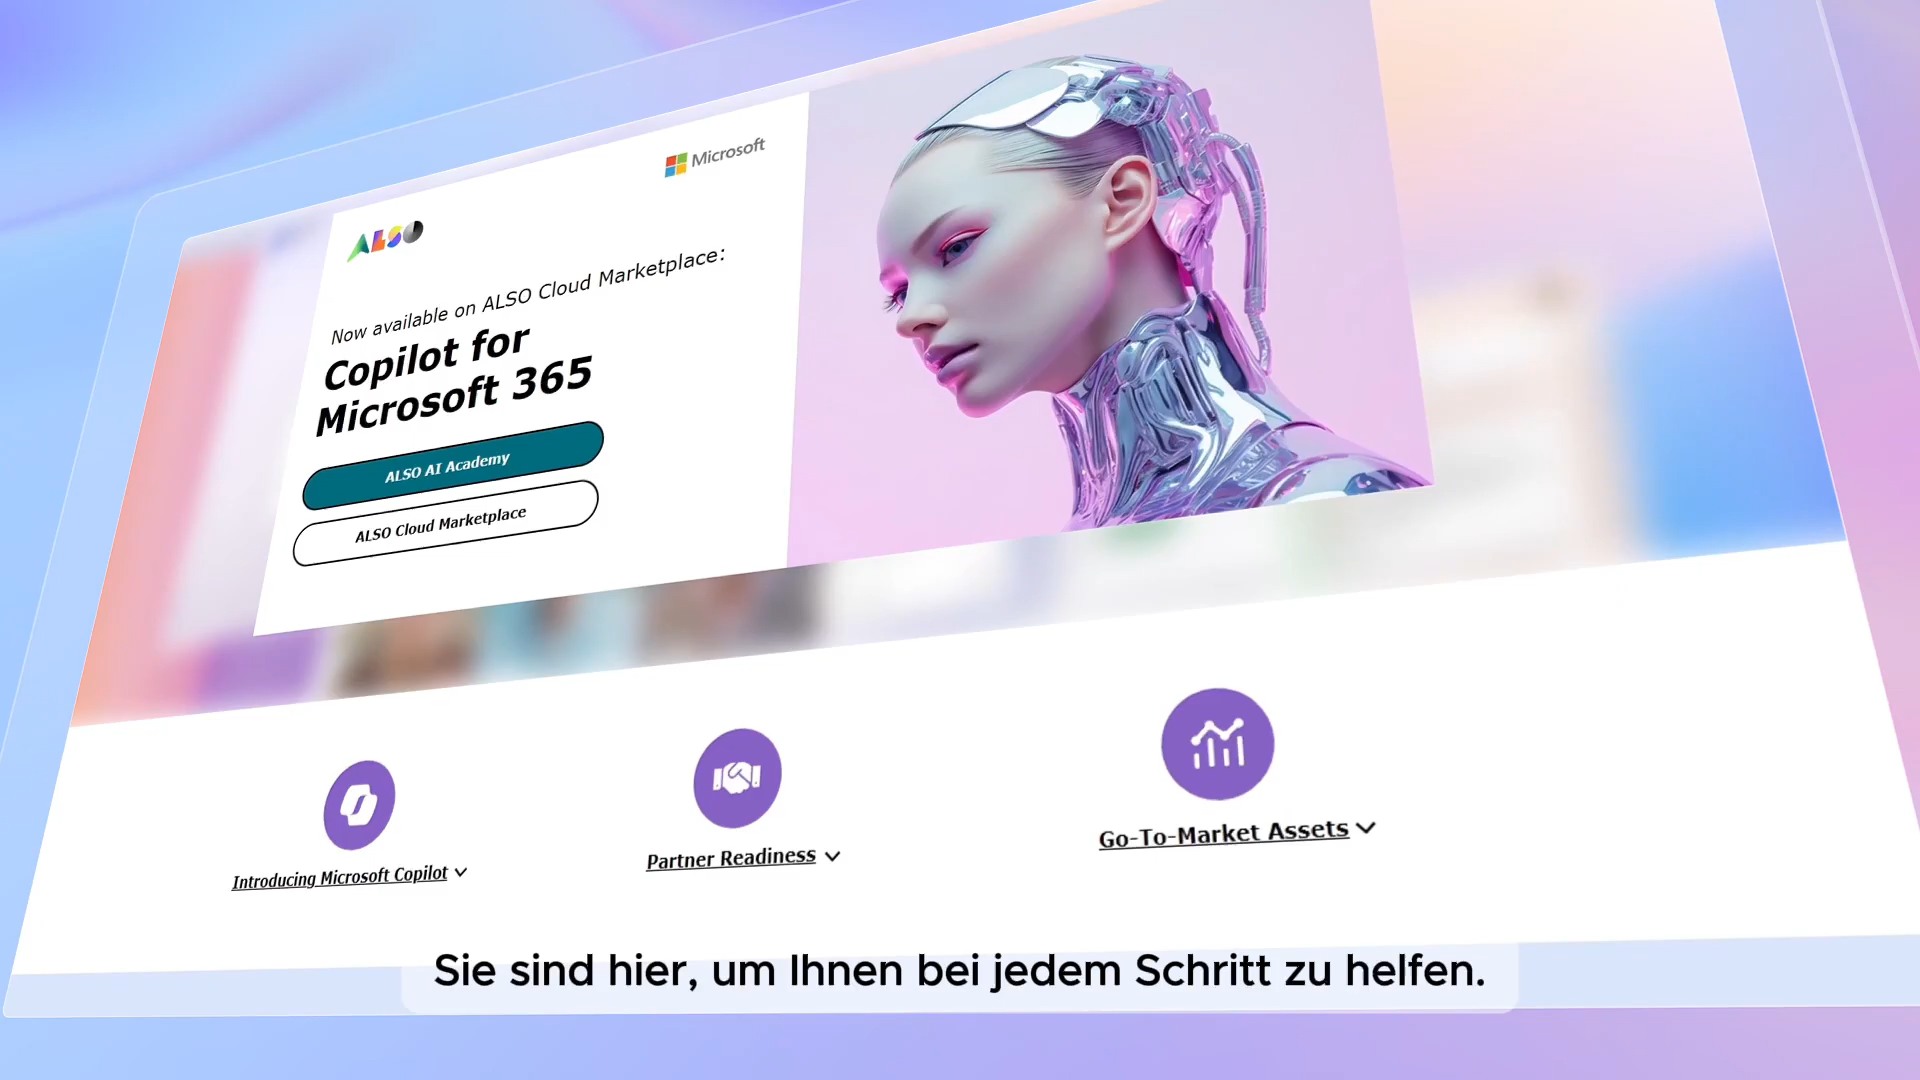 Microsoft
ALSO
Now available on ALSO Cloud Marketplace:
Copilot for
Microsoft 365
ALSO AI Academy
ALSO Cloud Marketplace
Introducing Microsoft Copilot
Partner Readiness
Go-To-Market Assets
Sie sind hier, um Ihnen bei jedem Schritt zu helfen.